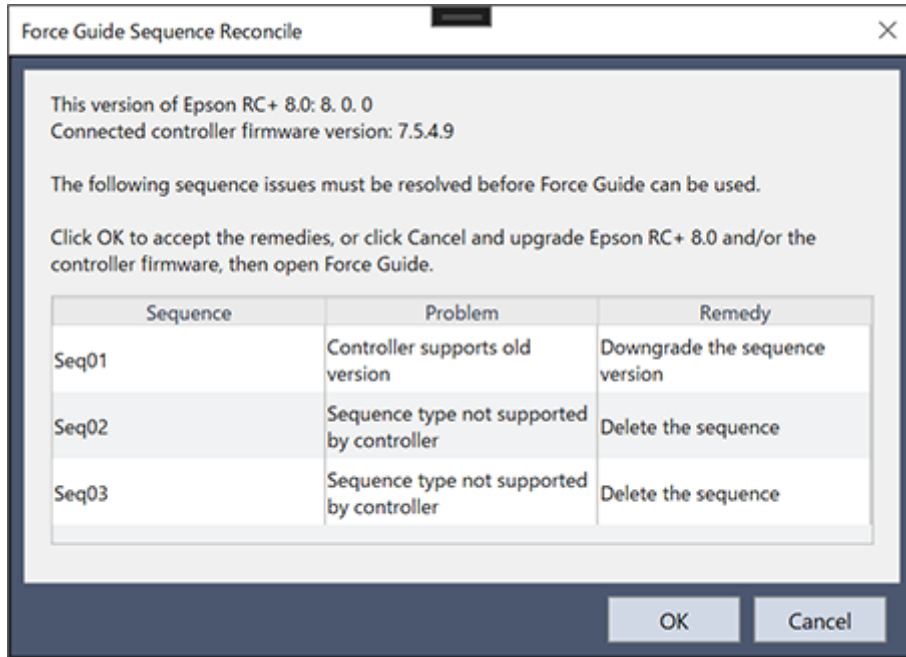 Force Guide Sequence Reconcile
This version of Epson RC+ 8.0: 8. 0. 0
Connected controller firmware version: 7.5.4.9
The following sequence issues must be resolved before Force Guide can be used.
Click OK to accept the remedies, or click Cancel and upgrade Epson RC+ 8.0 and/or the
controller firmware, then open Force Guide.
Sequence Problem Remedy
Seq01 Controller supports old version Downgrade the sequence version
Seq02 Sequence type not supported by controller Delete the sequence
Seq03 Sequence type not supported by controller Delete the sequence
OK Cancel